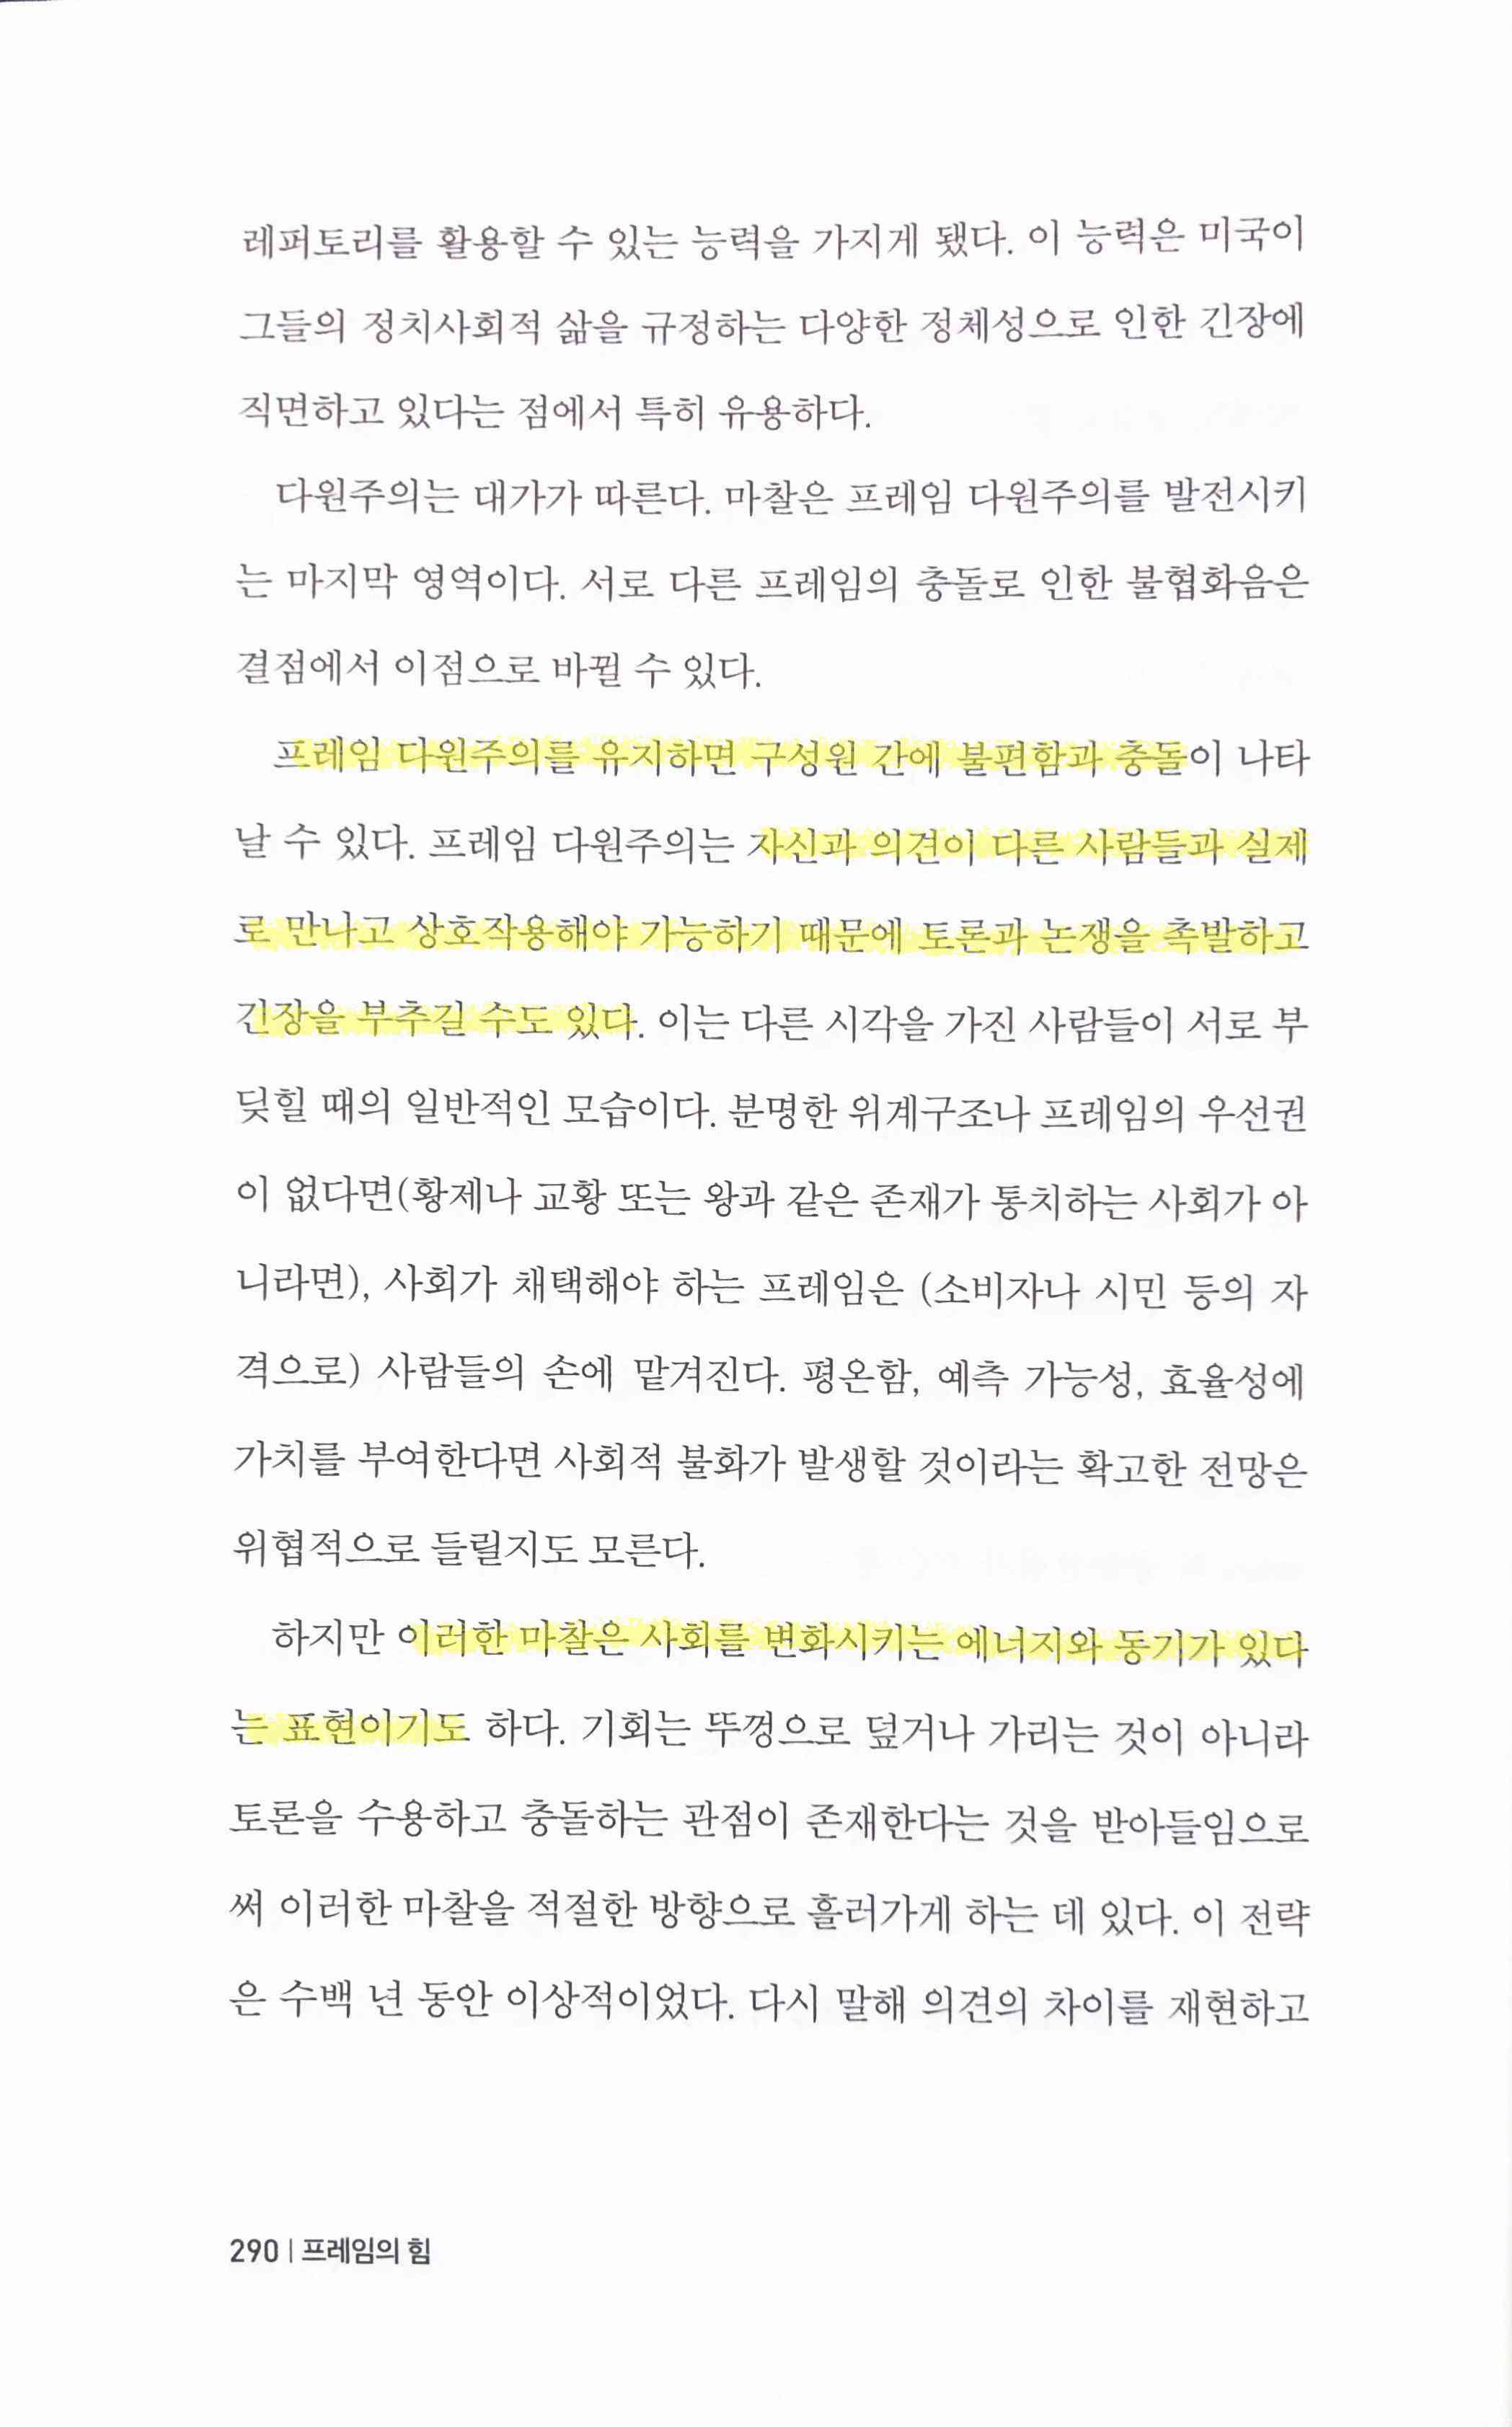 레퍼토리를 활용할 수 있는 능력을 가지게 됐다. 이 능력은 미국이
그들의 정치사회적 삶을 규정하는 다양한 정체성으로 인한 긴장에
직면하고 있다는 점에서 특히 유용하다.
다원주의는 대가가 따른다. 마찰은 프레임 다원주의를 발전시키
는 마지막 영역이다. 서로 다른 프레임의 충돌로 인한 불협화음은
결점에서 이점으로 바뀔 수 있다.
프레임 다원주의를 유지하면 구성원 간에 불편함과 충돌이 나타
날 수 있다. 프레임 다원주의는 자신과 의견이 다른 사람들과 실제
로 만나고 상호작용해야 가능하기 때문에 토론과 논쟁을 촉발하고
긴장을 부추길 수도 있다. 이는 다른 시각을 가진 사람들이 서로 부
딪힐 때의 일반적인 모습이다. 분명한 위계구조나 프레임의 우선권
이 없다면(황제나 교황 또는 왕과 같은 존재가 통치하는 사회가 아
니라면), 사회가 채택해야 하는 프레임은 (소비자나 시민 등의 자
격으로) 사람들의 손에 맡겨진다. 평온함, 예측 가능성, 효율성에
가치를 부여한다면 사회적 불화가 발생할 것이라는 확고한 전망은
위협적으로 들릴지도 모른다.
하지만 이러한 마찰은 사회를 변화시키는 에너지와 동기가 있다
는 표현이기도 하다. 기회는 뚜껑으로 덮거나 가리는 것이 아니라
토론을 수용하고 충돌하는 관점이 존재한다는 것을 받아들임으로
써 이러한 마찰을 적절한 방향으로 흘러가게 하는 데 있다. 이 전략
은 수백 년 동안 이상적이었다. 다시 말해 의견의 차이를 재현하고
290 | 프레임의 힘